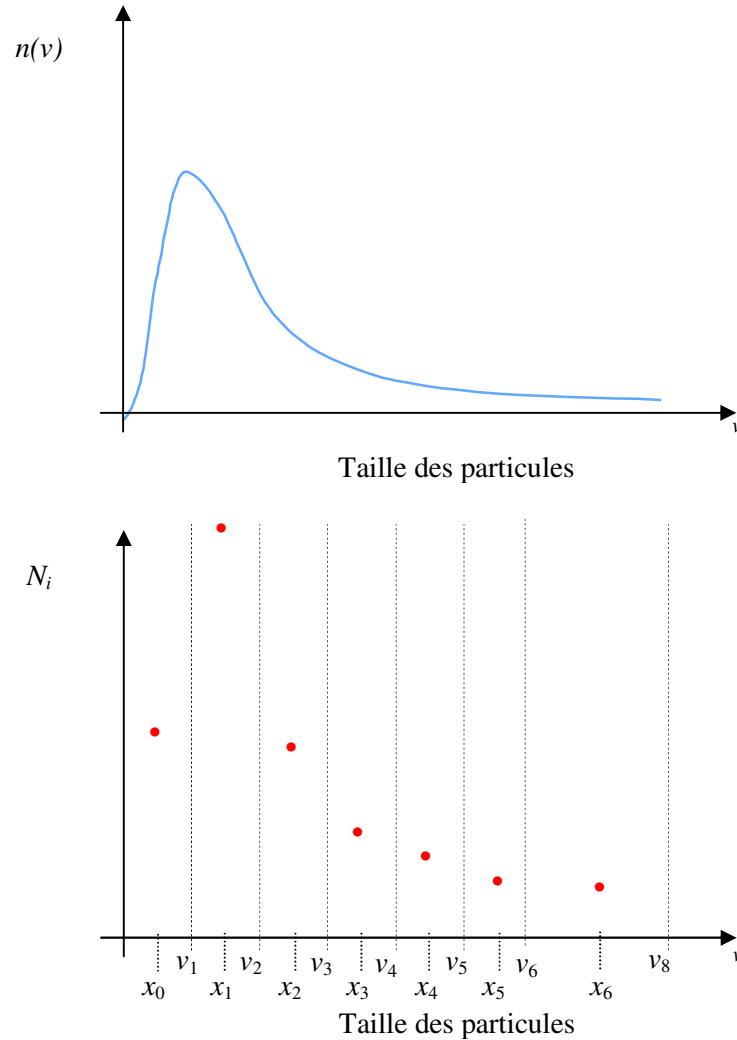 n(v)
v
Taille des particules
N_i
v
v_1 v_2 v_3 v_4 v_5 v_6 v_8
x_0 x_1 x_2 x_3 x_4 x_5 x_6
Taille des particules